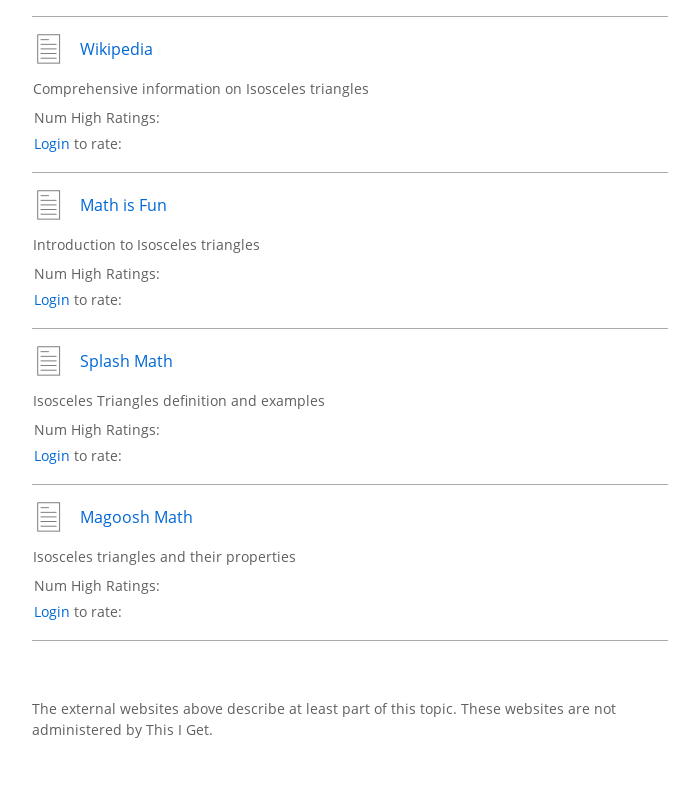 Wikipedia
Comprehensive information on Isosceles triangles
Num High Ratings:
Login to rate:
Math is Fun
Introduction to Isosceles triangles
Num High Ratings:
Login to rate:
Splash Math
Isosceles Triangles definition and examples
Num High Ratings:
Login to rate:
Magoosh Math
Isosceles triangles and their properties
Num High Ratings:
Login to rate:
The external websites above describe at least part of this topic. These websites are not
administered by This I Get.